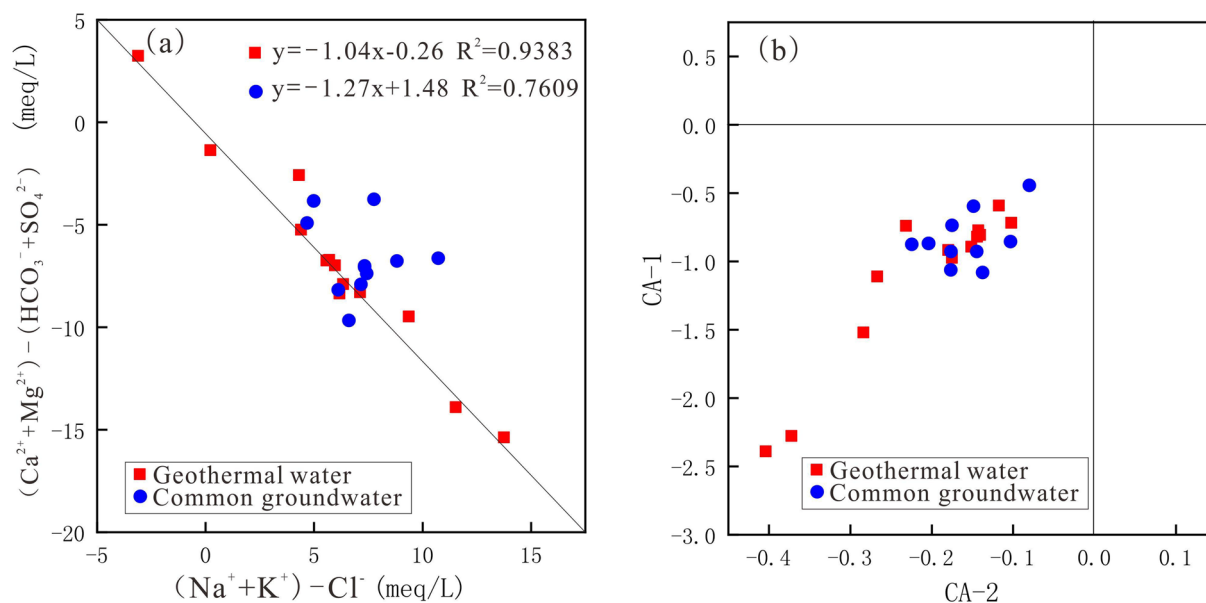 (a)
y=-1.04x-0.26 R²=0.9383
y=-1.27x+1.48 R²=0.7609
(Ca²⁺+Mg²⁺)-(HCO₃⁻+SO₄²⁻) (meq/L)
5
0
-5
-10
-15
-20
Geothermal water
Common groundwater
-5
0
5
10
15
(Na⁺+K⁺)-Cl⁻ (meq/L)
(b)
CA-1
0.5
0.0
-0.5
-1.0
-1.5
-2.0
-2.5
-3.0
Geothermal water
Common groundwater
-0.4
-0.3
-0.2
-0.1
0.0
0.1
CA-2